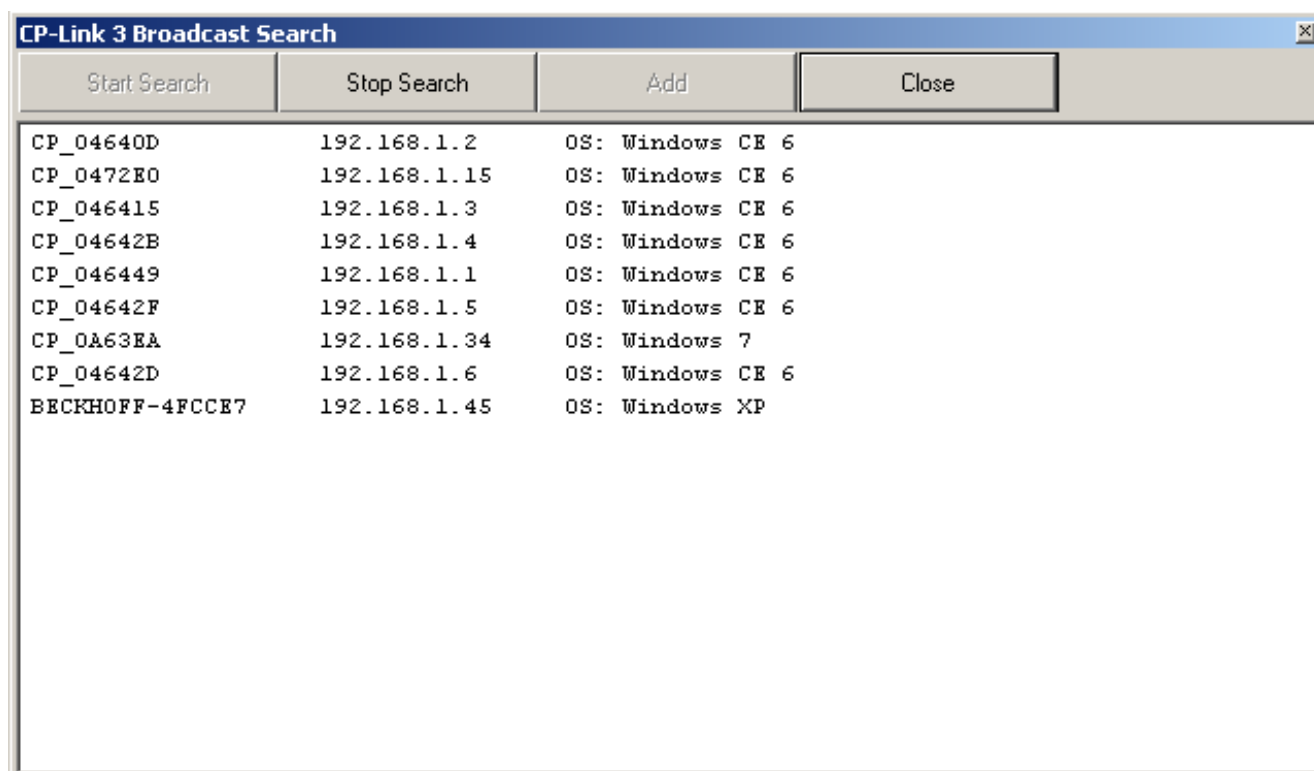 CP-Link 3 Broadcast Search
Start Search Stop Search Add Close
CP_04640D 192.168.1.2 OS: Windows CE 6
CP_0472E0 192.168.1.15 OS: Windows CE 6
CP_046415 192.168.1.3 OS: Windows CE 6
CP_04642B 192.168.1.4 OS: Windows CE 6
CP_046449 192.168.1.1 OS: Windows CE 6
CP_04642F 192.168.1.5 OS: Windows CE 6
CP_0A63EA 192.168.1.34 OS: Windows 7
CP_04642D 192.168.1.6 OS: Windows CE 6
BECKHOFF-4FCCE7 192.168.1.45 OS: Windows XP